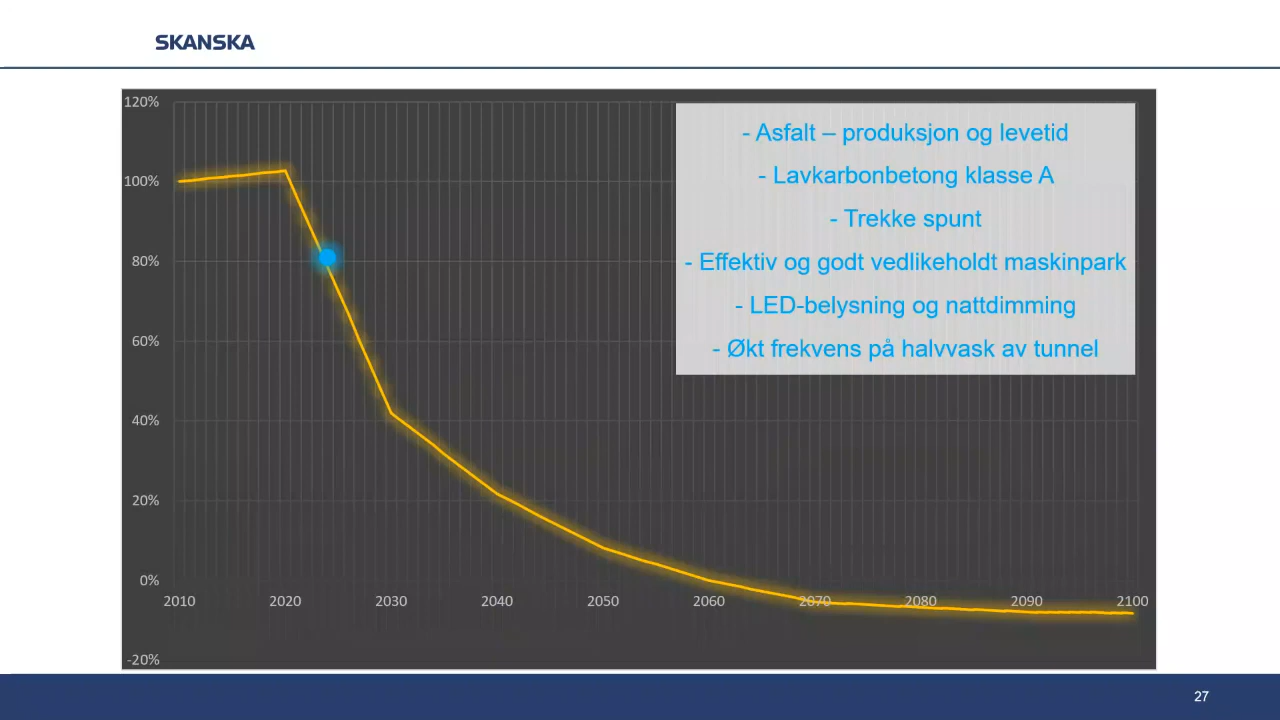 SKANSKA
120%
100%
80%
60%
40%
20%
0%
-20%
2010 2020 2030 2040 2050 2060 2070 2080 2090 2100
- Asfalt – produksjon og levetid
- Lavkarbonbetong klasse A
- Trekke spunt
- Effektiv og godt vedlikeholdt maskinpark
- LED-belysning og nattdimming
- Økt frekvens på halvvask av tunnel
27